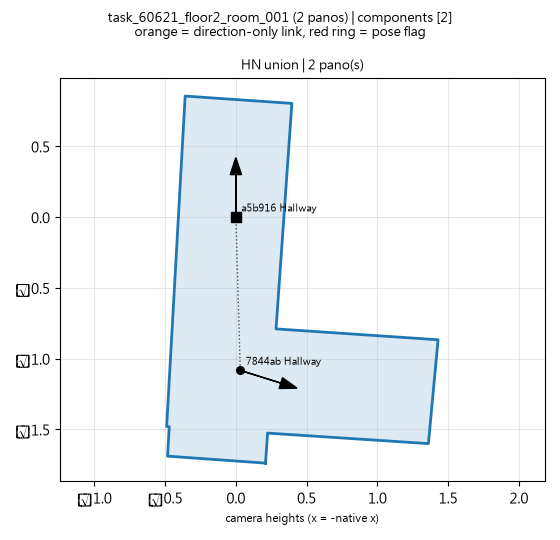 task_60621_floor2_room_001 (2 panos) | components [2]
orange = direction-only link, red ring = pose flag
HN union | 2 pano(s)
0.5
0.0
a5b916 Hallway
☒0.5
☒1.0
7844ab Hallway
☒1.5
☒1.0 ☒0.5 0.0 0.5 1.0 1.5 2.0
camera heights (x = -native x)